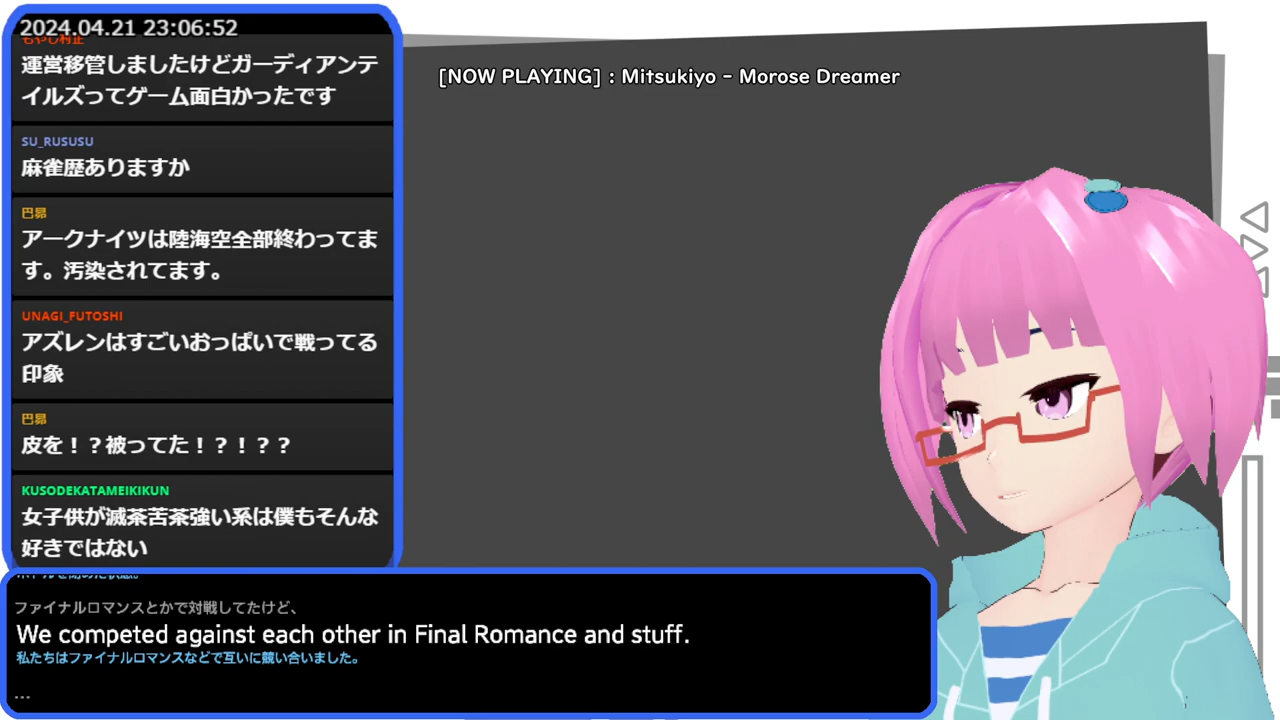 2024.04.21 23:06:52
もやし村正
運営移管しましたけどガーディアンテ
イルズってゲーム面白かったです
SU_RUSUSU
麻雀歴ありますか
巴昴
アークナイツは陸海空全部終わってま
す。汚染されてます。
UNAGI_FUTOSHI
アズレンはすごいおっぱいで戦ってる
印象
巴昴
皮を！？被ってた！？！？？
KUSODEKATAMEIKIKUN
女子供が滅茶苦茶強い系は僕もそんな
好きではない
[NOW PLAYING] : Mitsukiyo - Morose Dreamer
ファイナルロマンスとかで対戦してたけど、
We competed against each other in Final Romance and stuff.
私たちはファイナルロマンスなどで互いに競い合いました。
...